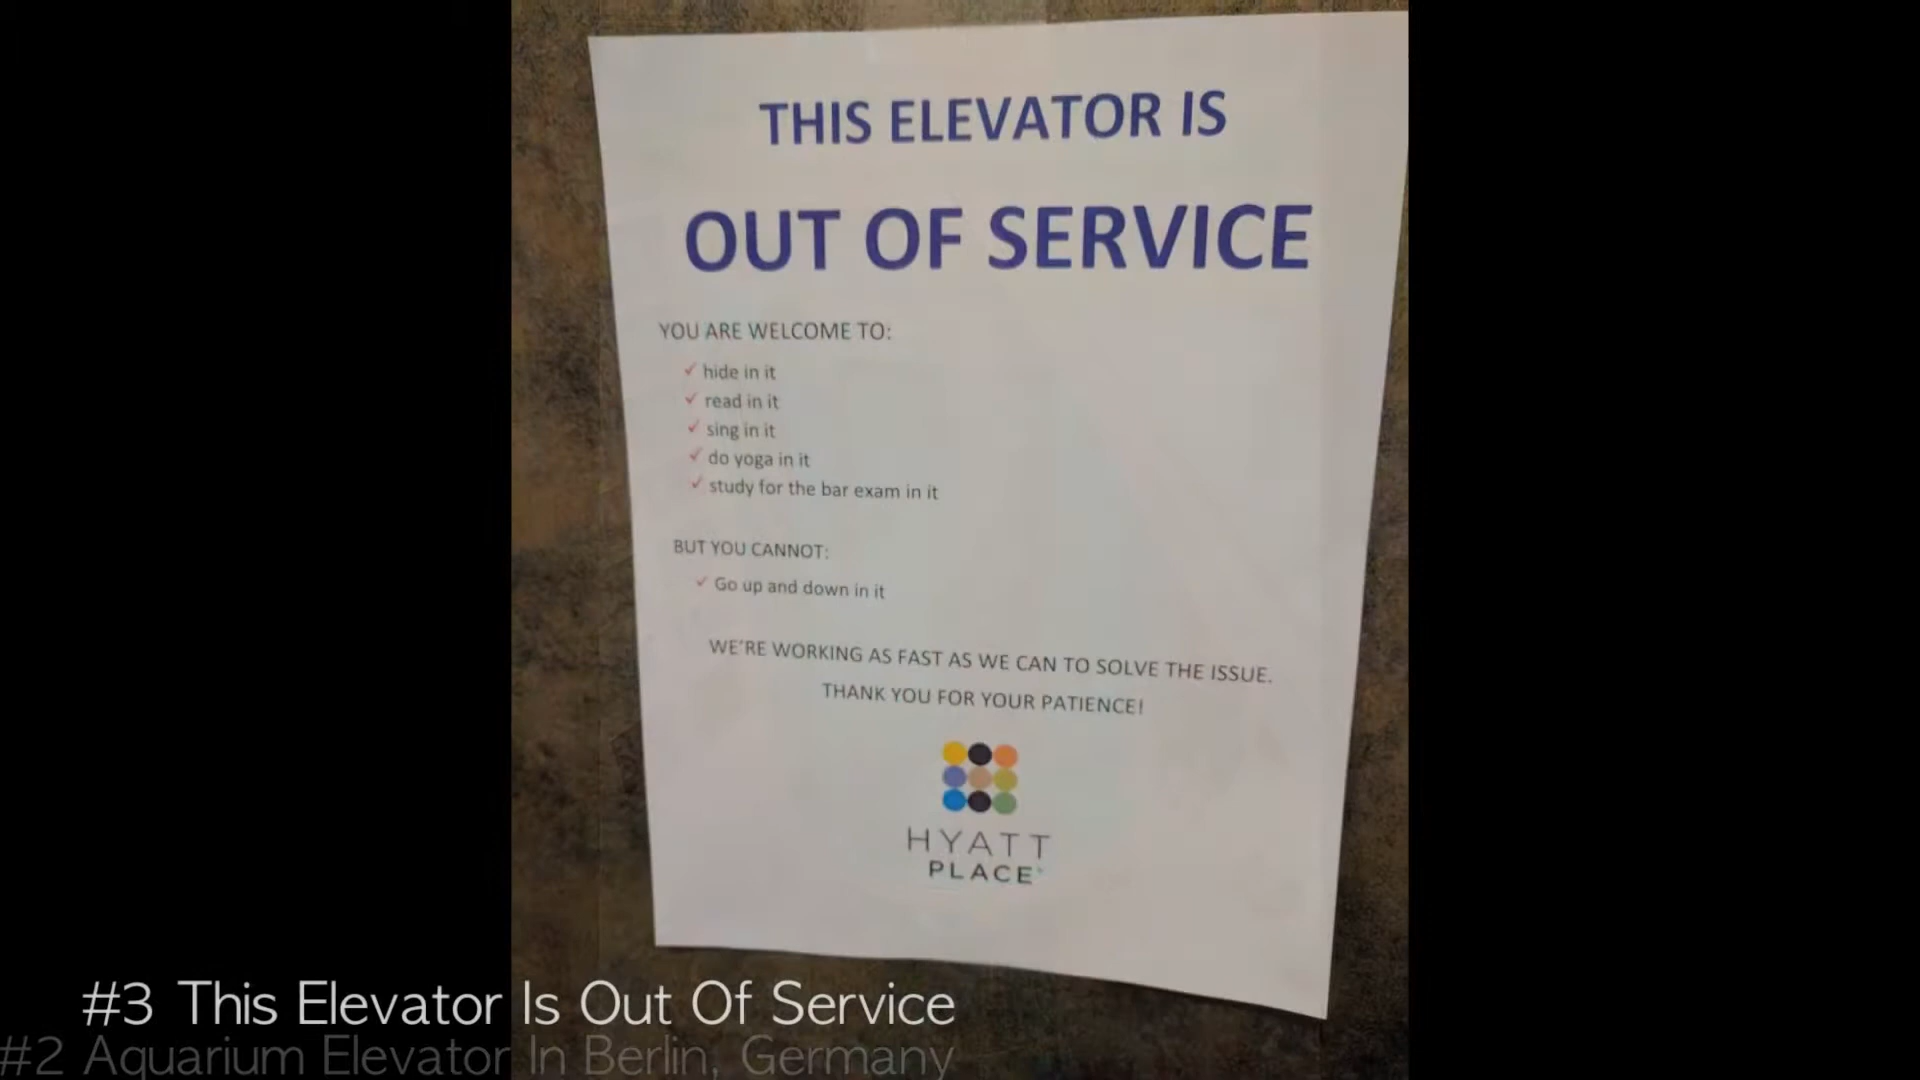 THIS ELEVATOR IS
OUT OF SERVICE
YOU ARE WELCOME TO:
✓ hide in it
✓ read in it
✓ sing in it
✓ do yoga in it
✓ study for the bar exam in it
BUT YOU CANNOT:
✓ Go up and down in it
WE'RE WORKING AS FAST AS WE CAN TO SOLVE THE ISSUE.
THANK YOU FOR YOUR PATIENCE!
HYATT
PLACE
#3 This Elevator Is Out Of Service
#2 Aquarium Elevator In Berlin, Germany